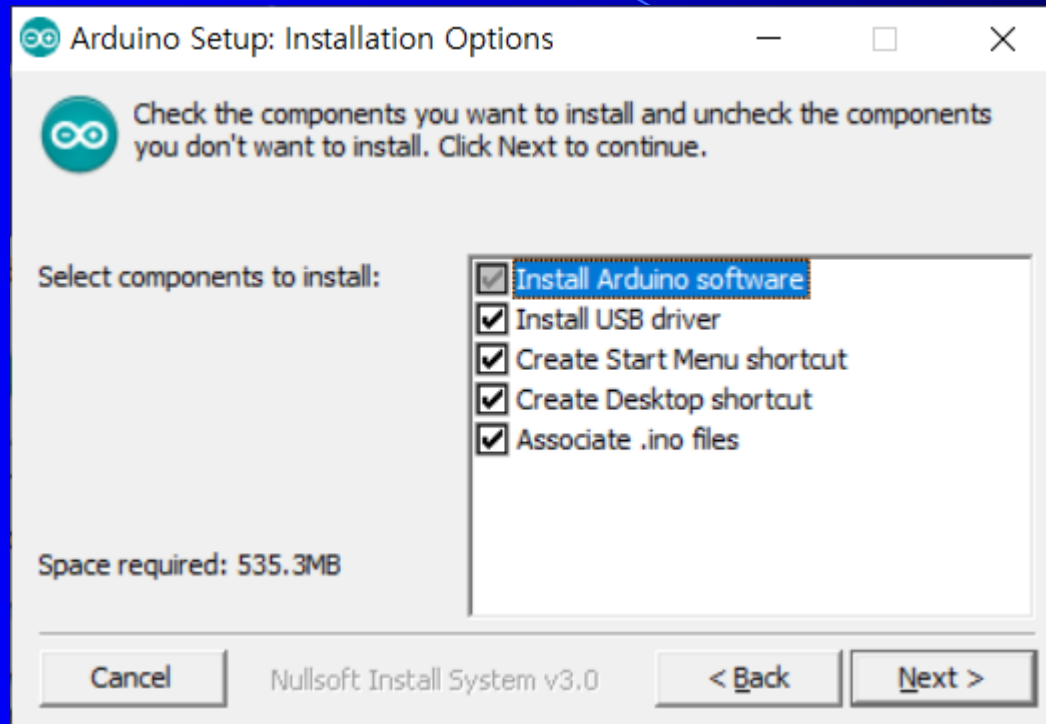 Arduino Setup: Installation Options
Check the components you want to install and uncheck the components
you don't want to install. Click Next to continue.
Select components to install:
Install Arduino software
Install USB driver
Create Start Menu shortcut
Create Desktop shortcut
Associate .ino files
Space required: 535.3MB
Cancel
Nullsoft Install System v3.0
< Back
Next >